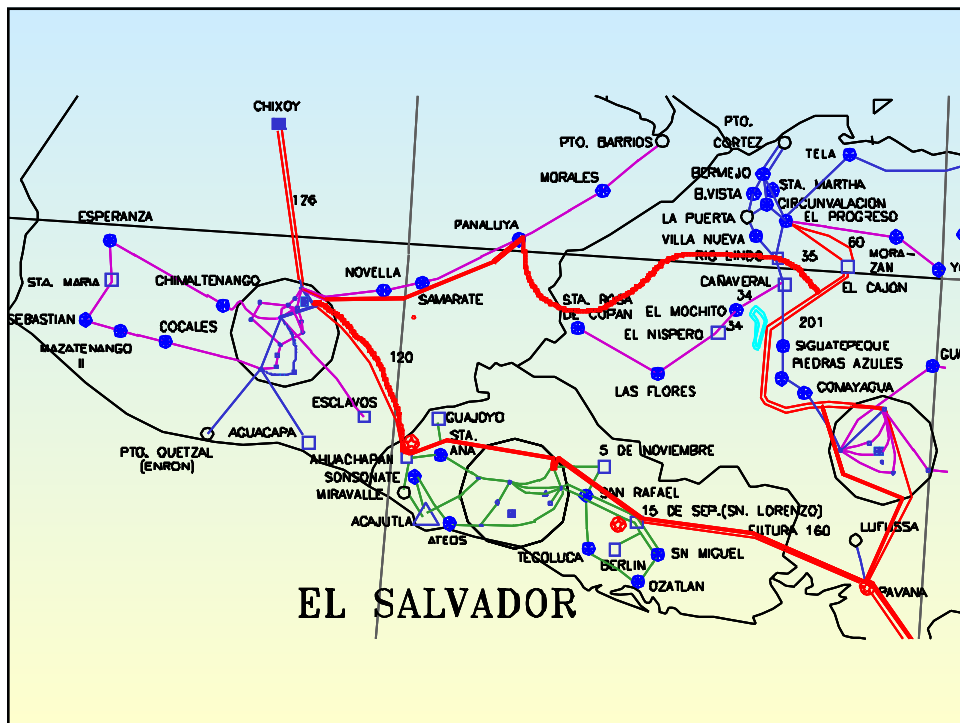 CHIXOY
PTO.
CORTEZ
PTO. BARRIOS
TELA
MORALES
BERMEJO
B.VISTA
STA. MARTHA
CIRCUNVALACION
176
ESPERANZA
PANALUYA
LA PUERTA
EL PROGRESO
VILLA NUEVA
60
MORA-
ZAN
RIO LINDO
35
STA. MARIA
CHIMALTENANGO
NOVELLA
SAMARATE
CAÑAVERAL
EL CAJON
34
STA. ROSA
DE COPAN
EL MOCHITO
SEBASTIAN
COCALES
MAZATENANGO
II
EL NISPERO
34
201
SIGUATEPEQUE
PIEDRAS AZULES
120
LAS FLORES
COMAYAGUA
ESCLAVOS
GUAJOYO
AGUACAPA
STA.
ANA
PTO. QUETZAL
(ENRON)
AHUACHAPAN
5 DE NOVIEMBRE
SONSONATE
MIRAVALLE
SAN RAFAEL
15 DE SEP.(SN. LORENZO)
ACAJUTLA
FUTURA 160
LUFUSSA
ATEOS
TECOLUCA
BERLIN
SN MIGUEL
OZATLAN
PAVANA
EL SALVADOR